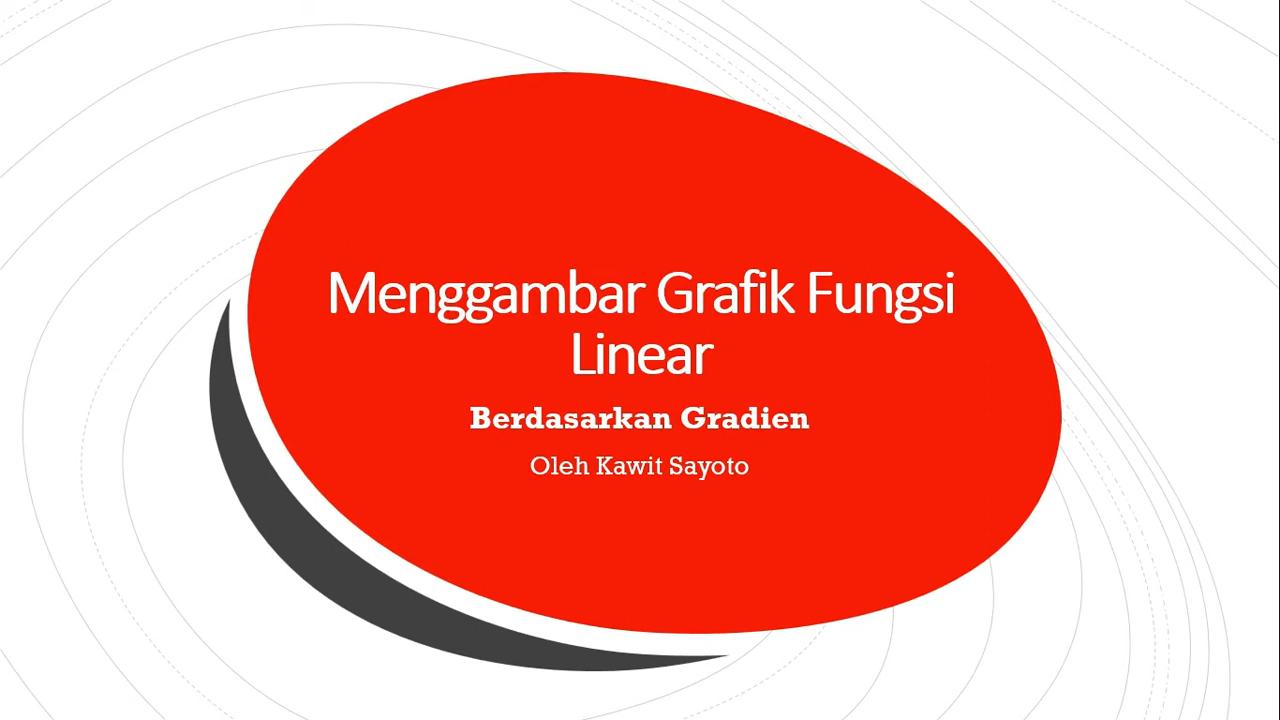 Menggambar Grafik Fungsi
Linear
Berdasarkan Gradien
Oleh Kawit Sayoto